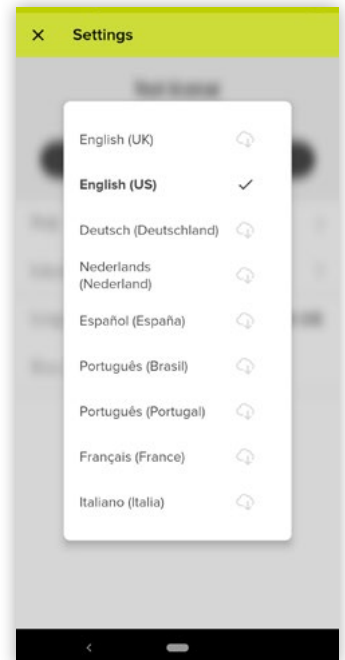 Settings
English (UK)
English (US)
Deutsch (Deutschland)
Nederlands
(Nederland)
Español (España)
Português (Brasil)
Português (Portugal)
Français (France)
Italiano (Italia)